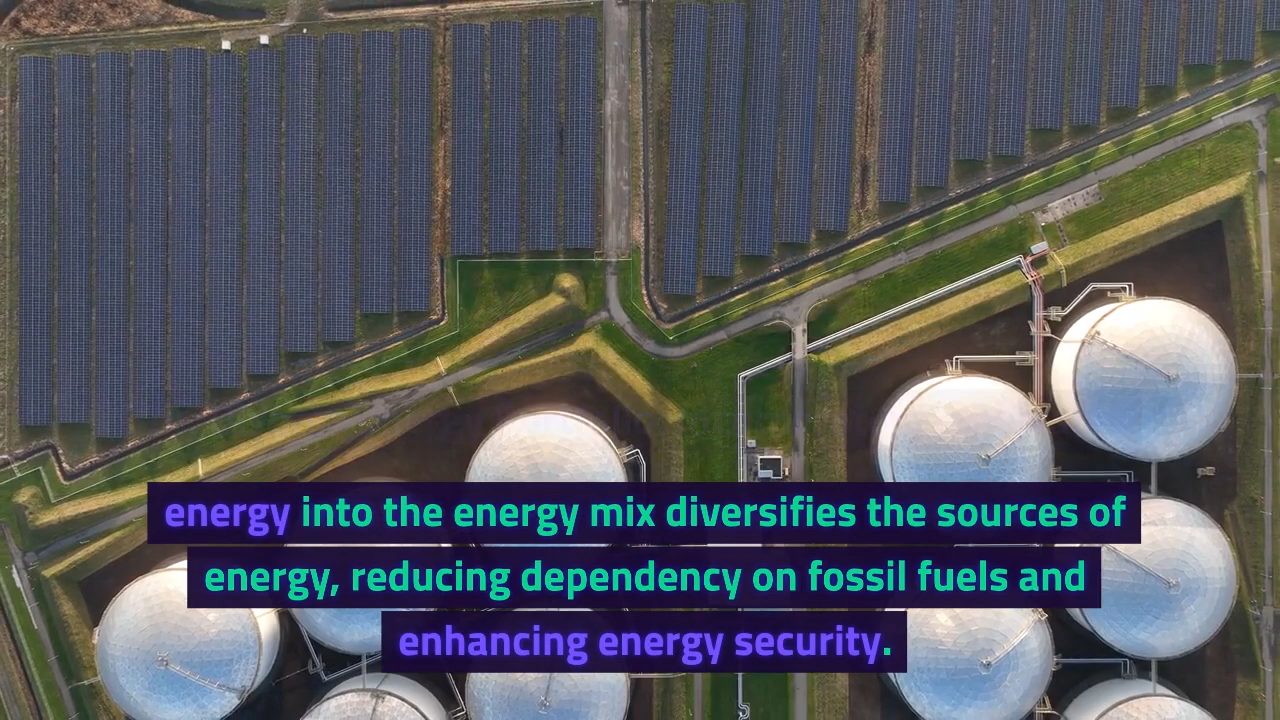 energy into the energy mix diversifies the sources of
energy, reducing dependency on fossil fuels and
enhancing energy security.